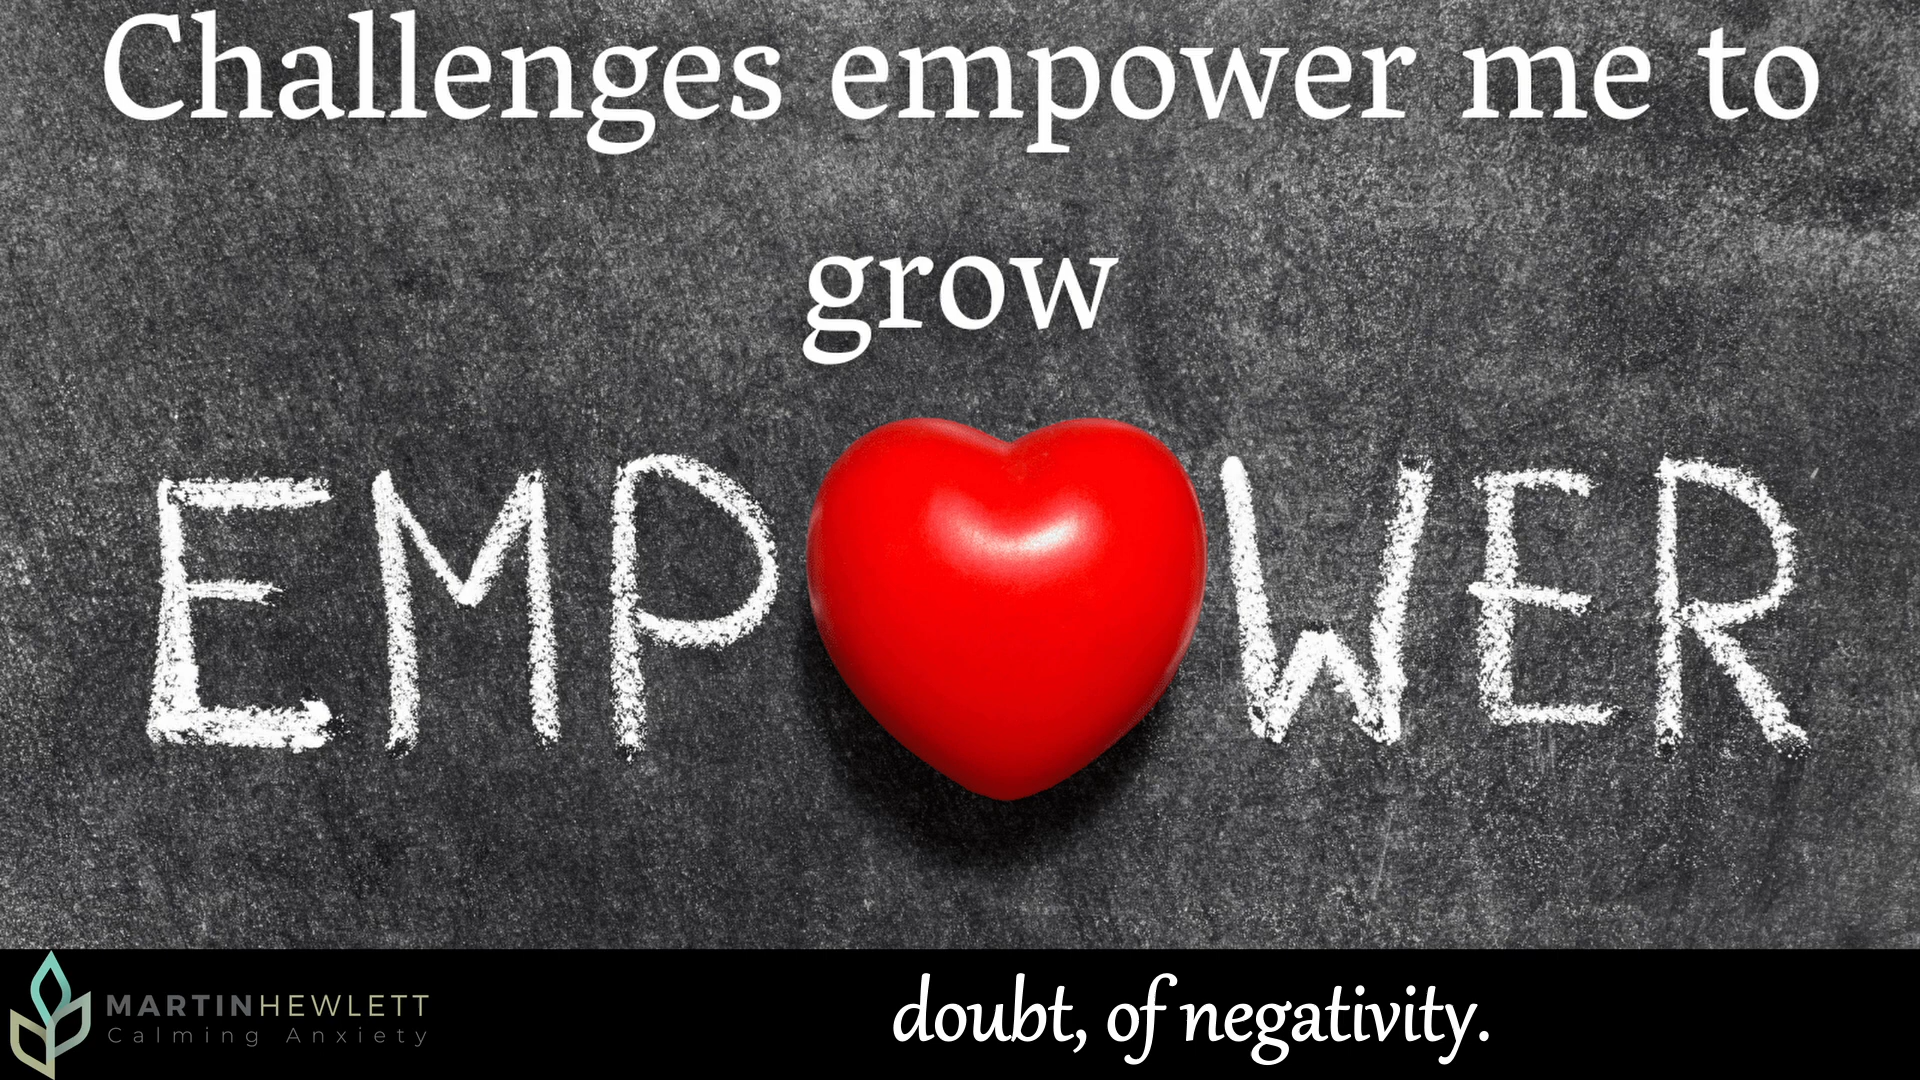 Challenges empower me to
grow
EMP WER
MARTINHEWLETT
Calming Anxiety
doubt, of negativity.